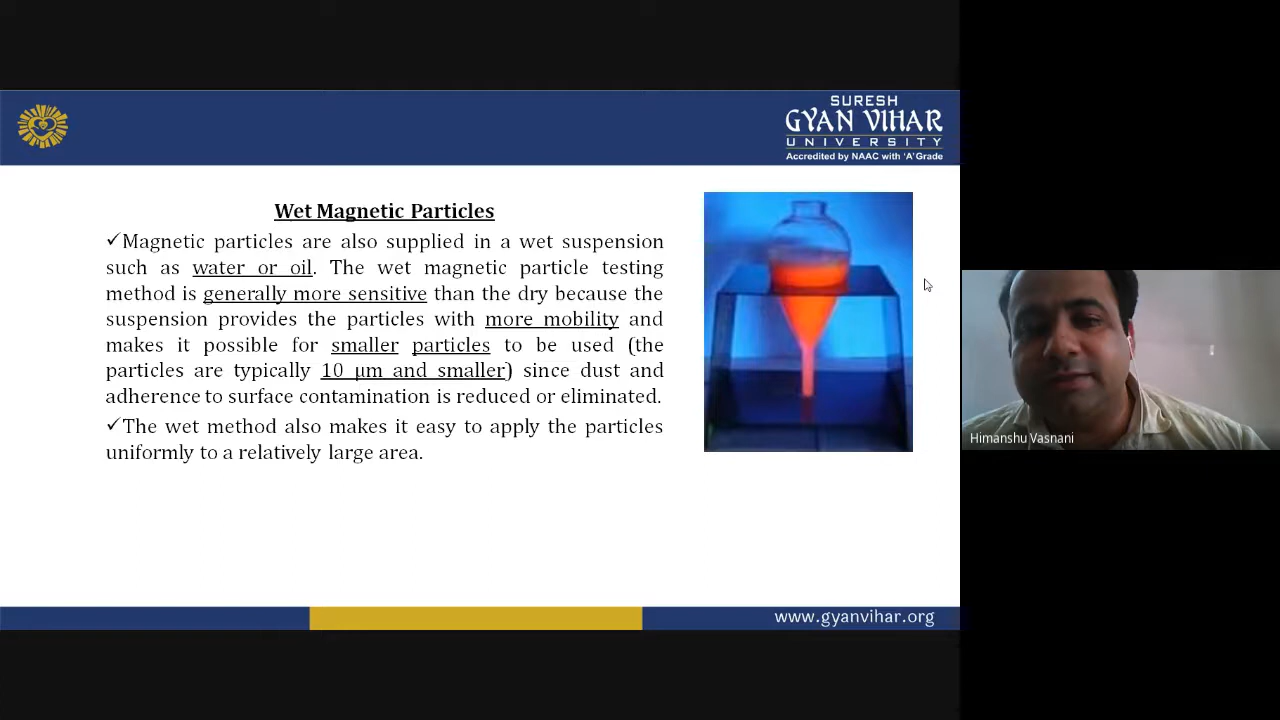 SURESH
GYAN VIHAR
UNIVERSITY
Accredited by NAAC with 'A' Grade
Wet Magnetic Particles
✓Magnetic particles are also supplied in a wet suspension
such as water or oil. The wet magnetic particle testing
method is generally more sensitive than the dry because the
suspension provides the particles with more mobility and
makes it possible for smaller particles to be used (the
particles are typically 10 µm and smaller) since dust and
adherence to surface contamination is reduced or eliminated.
✓The wet method also makes it easy to apply the particles
uniformly to a relatively large area.
Himanshu Vasnani
www.gyanvihar.org